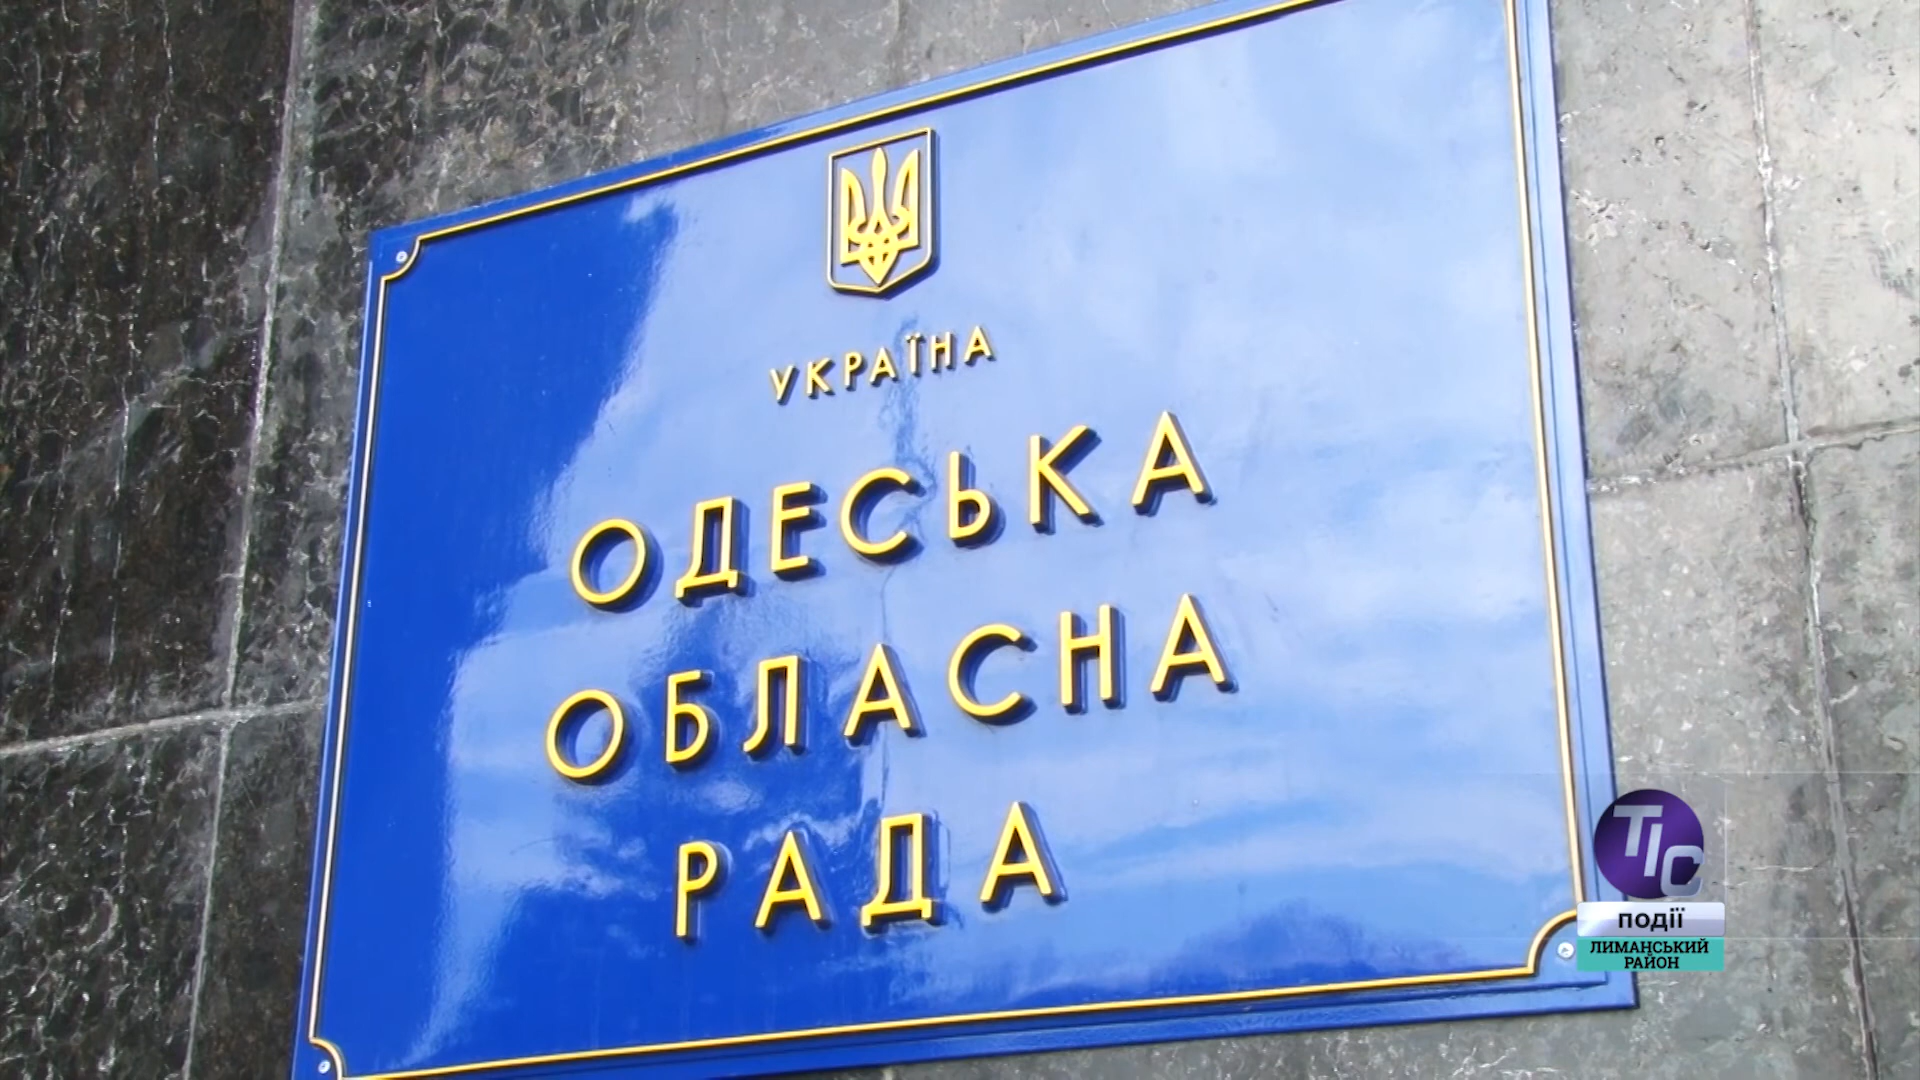 УКРАЇНА
ОДЕСЬКА
ОБЛАСНА
РАДА
ТІС
ПОДІЇ
ЛИМАНСЬКИЙ
РАЙОН